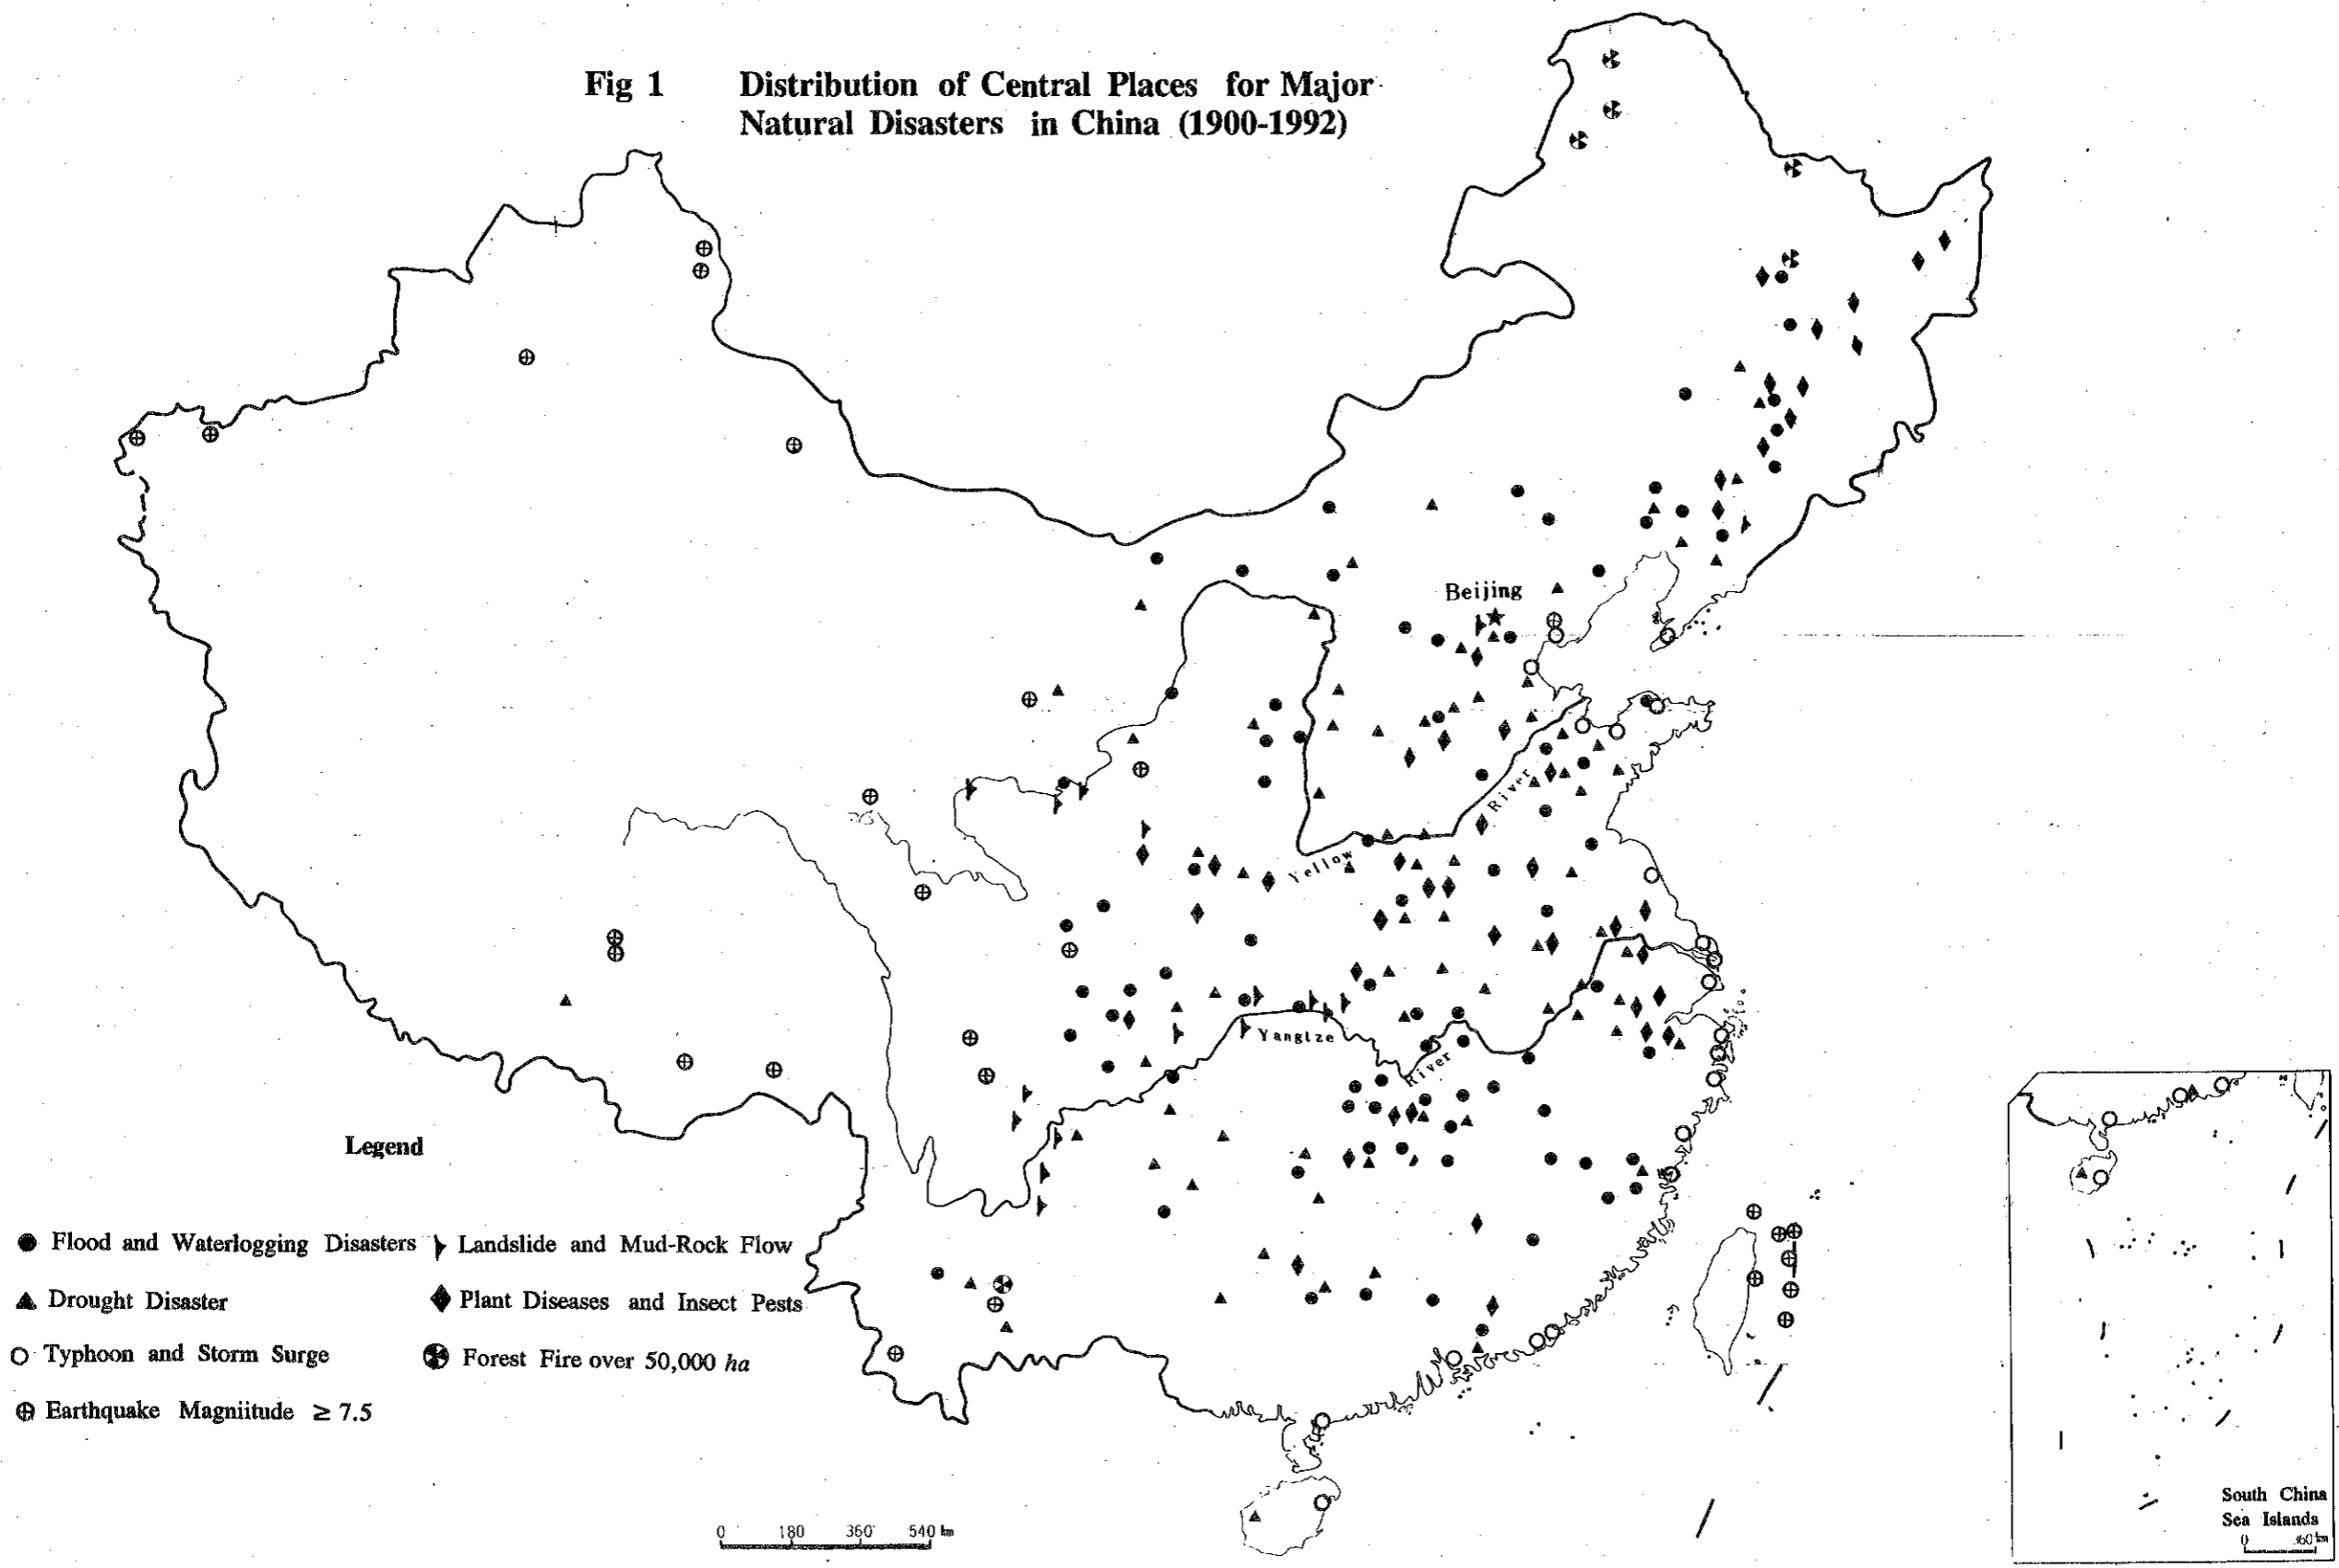 Fig 1 Distribution of Central Places for Major
Natural Disasters in China (1900-1992)
Beijing
River
Yellow
Yangtze
River
Legend
Flood and Waterlogging Disasters
Landslide and Mud-Rock Flow
Drought Disaster
Plant Diseases and Insect Pests
Typhoon and Storm Surge
Forest Fire over 50,000 ha
Earthquake Magniitude ≥ 7.5
0 180 360 540 km
South China
Sea Islands
0 km